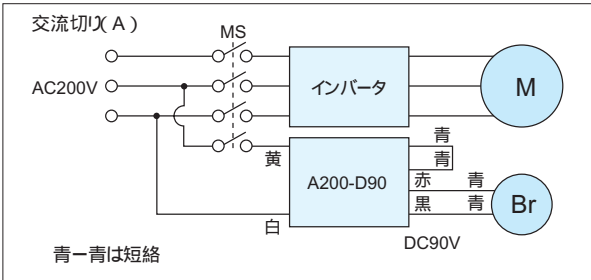 交流切り(A)
MS
AC200V
インバータ
M
黄
A200-D90
青
青
赤 青
黒 青
Br
白
DC90V
青ー青は短絡